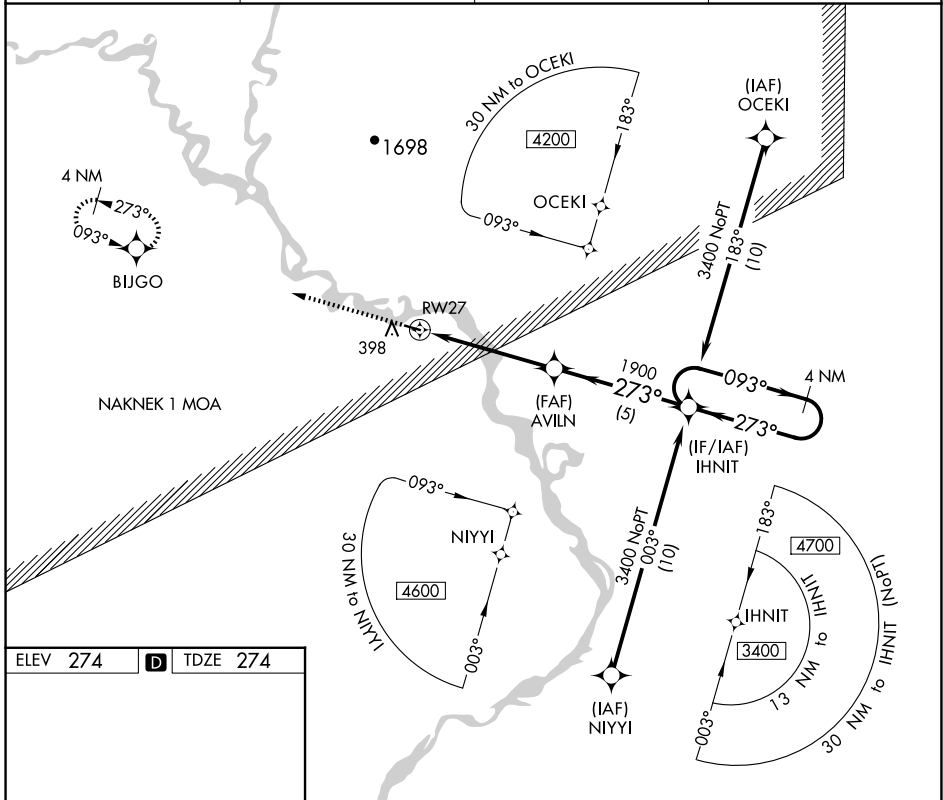 30 NM to OCEKI
183°
4200
OCEKI
093°
(IAF)
OCEKI
1698
4 NM
273°
093°
BIJGO
3400 NoPT
183°
(10)
RW27
398
1900
273°
(5)
093°
4 NM
273°
(FAF)
AVILN
(IF/IAF)
IHNIT
NAKNEK 1 MOA
093°
NIYYI
4600
30 NM to NIYYI
003°
3400 NoPT
003°
(10)
183°
4700
IHNIT
3400
13 NM to IHNIT
30 NM to IHNIT (NoPT)
003°
(IAF)
NIYYI
ELEV 274 D TDZE 274